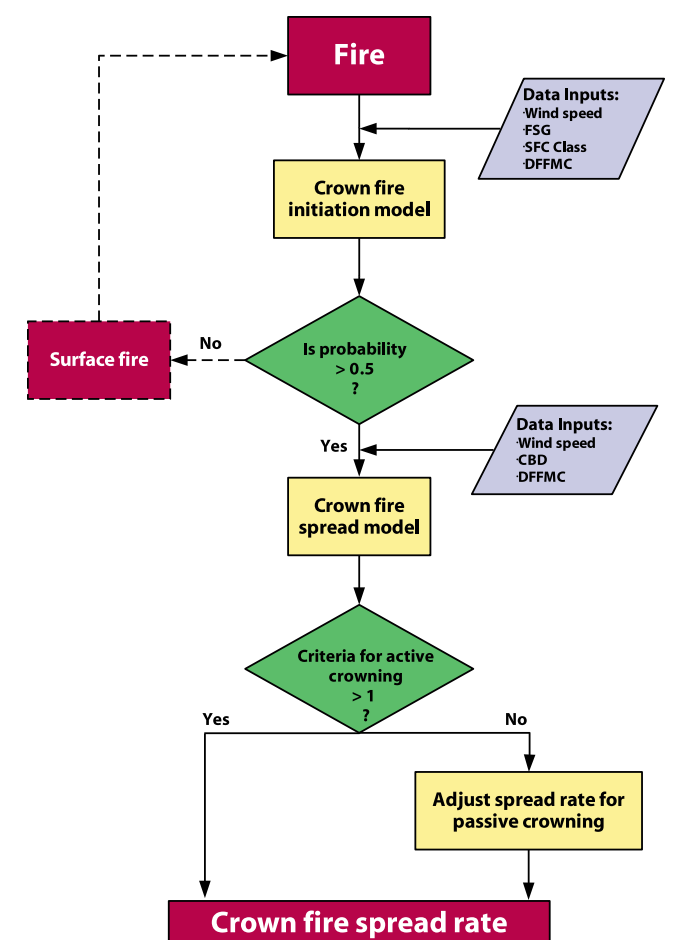 Fire
Data Inputs:
·Wind speed
·FSG
·SFC Class
·DFFMC
Crown fire
initiation model
Is probability
> 0.5
?
No
Surface fire
Yes
Data Inputs:
·Wind speed
·CBD
·DFFMC
Crown fire
spread model
Criteria for active
crowning
> 1
?
Yes
No
Adjust spread rate for
passive crowning
Crown fire spread rate